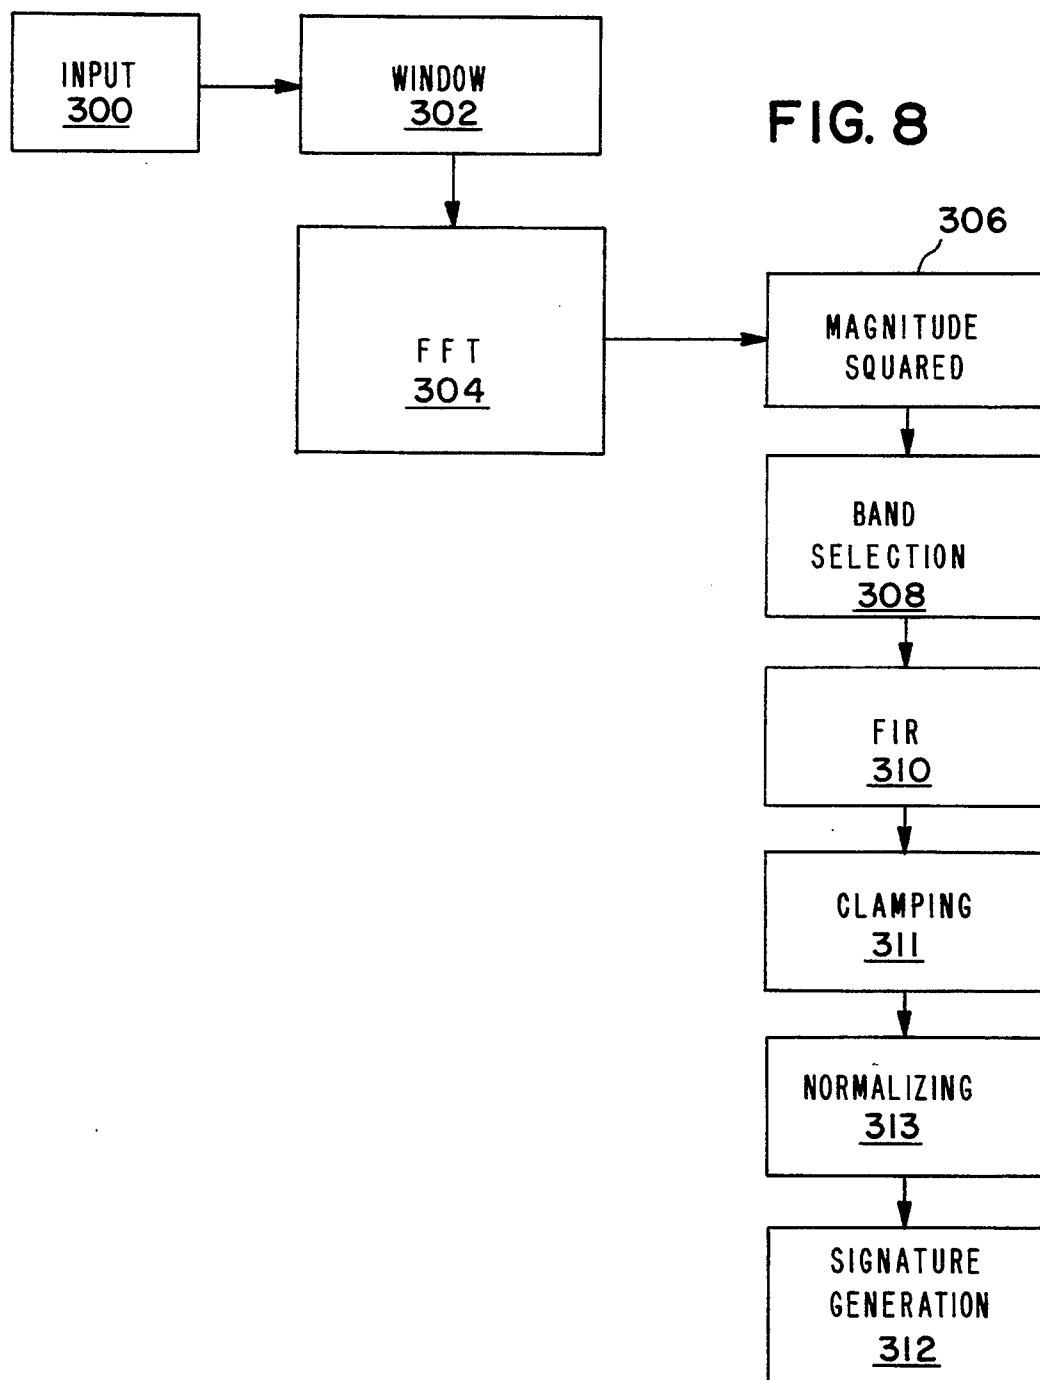 INPUT
300
WINDOW
302
FIG. 8
FFT
304
306
MAGNITUDE
SQUARED
BAND
SELECTION
308
FIR
310
CLAMPING
311
NORMALIZING
313
SIGNATURE
GENERATION
312